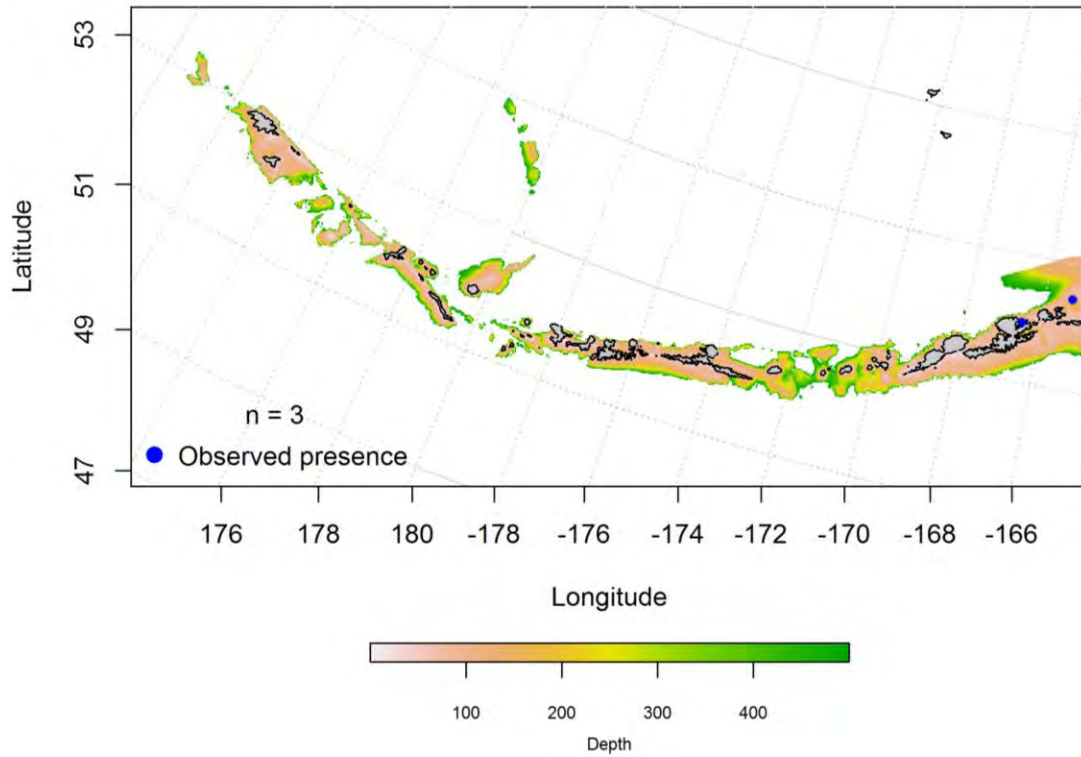 53
51
49
47
Latitude
n = 3
Observed presence
176 178 180 -178 -176 -174 -172 -170 -168 -166
Longitude
100 200 300 400
Depth